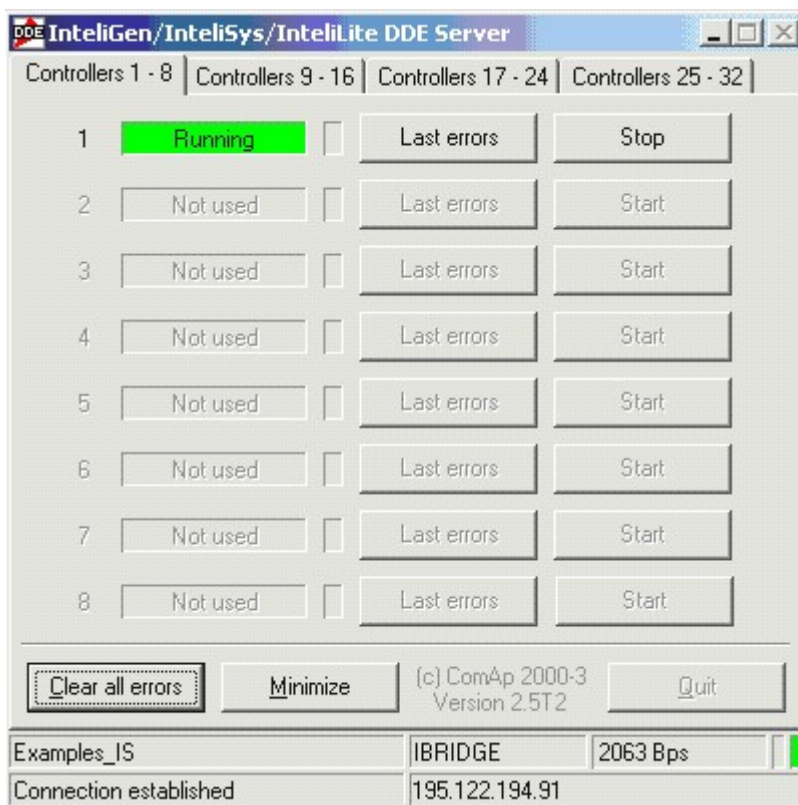 DDE InteliGen/InteliSys/InteliLite DDE Server
Controllers 1 - 8 Controllers 9 - 16 Controllers 17 - 24 Controllers 25 - 32
1 Running Last errors Stop
2 Not used Last errors Start
3 Not used Last errors Start
4 Not used Last errors Start
5 Not used Last errors Start
6 Not used Last errors Start
7 Not used Last errors Start
8 Not used Last errors Start
Clear all errors Minimize (c) ComAp 2000-3 Quit
Version 2.5T2
Examples_IS IBRIDGE 2063 Bps
Connection established 195.122.194.91